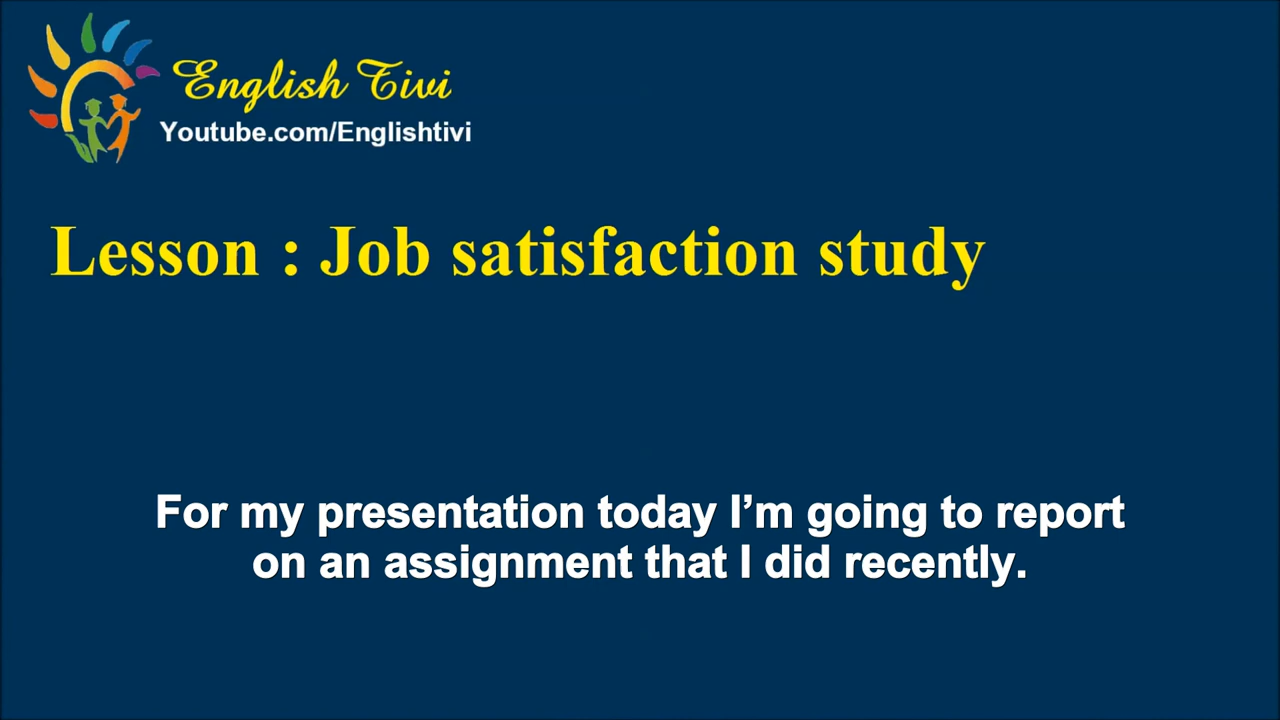 English Tivi
Youtube.com/Englishtivi
Lesson : Job satisfaction study
For my presentation today I’m going to report
on an assignment that I did recently.